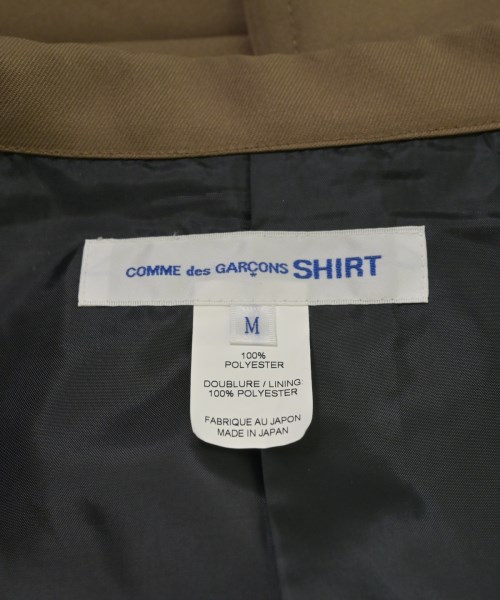 COMME des GARÇONS SHIRT
M
100%
POLYESTER
DOUBLURE / LINING:
100% POLYESTER
FABRIQUE AU JAPON
MADE IN JAPAN